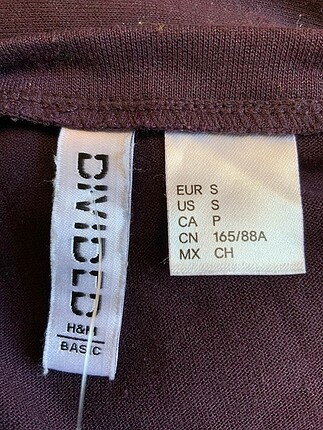 DIVIDED
H&M
BASIC
EUR S
US S
CA P
CN 165/88A
MX CH